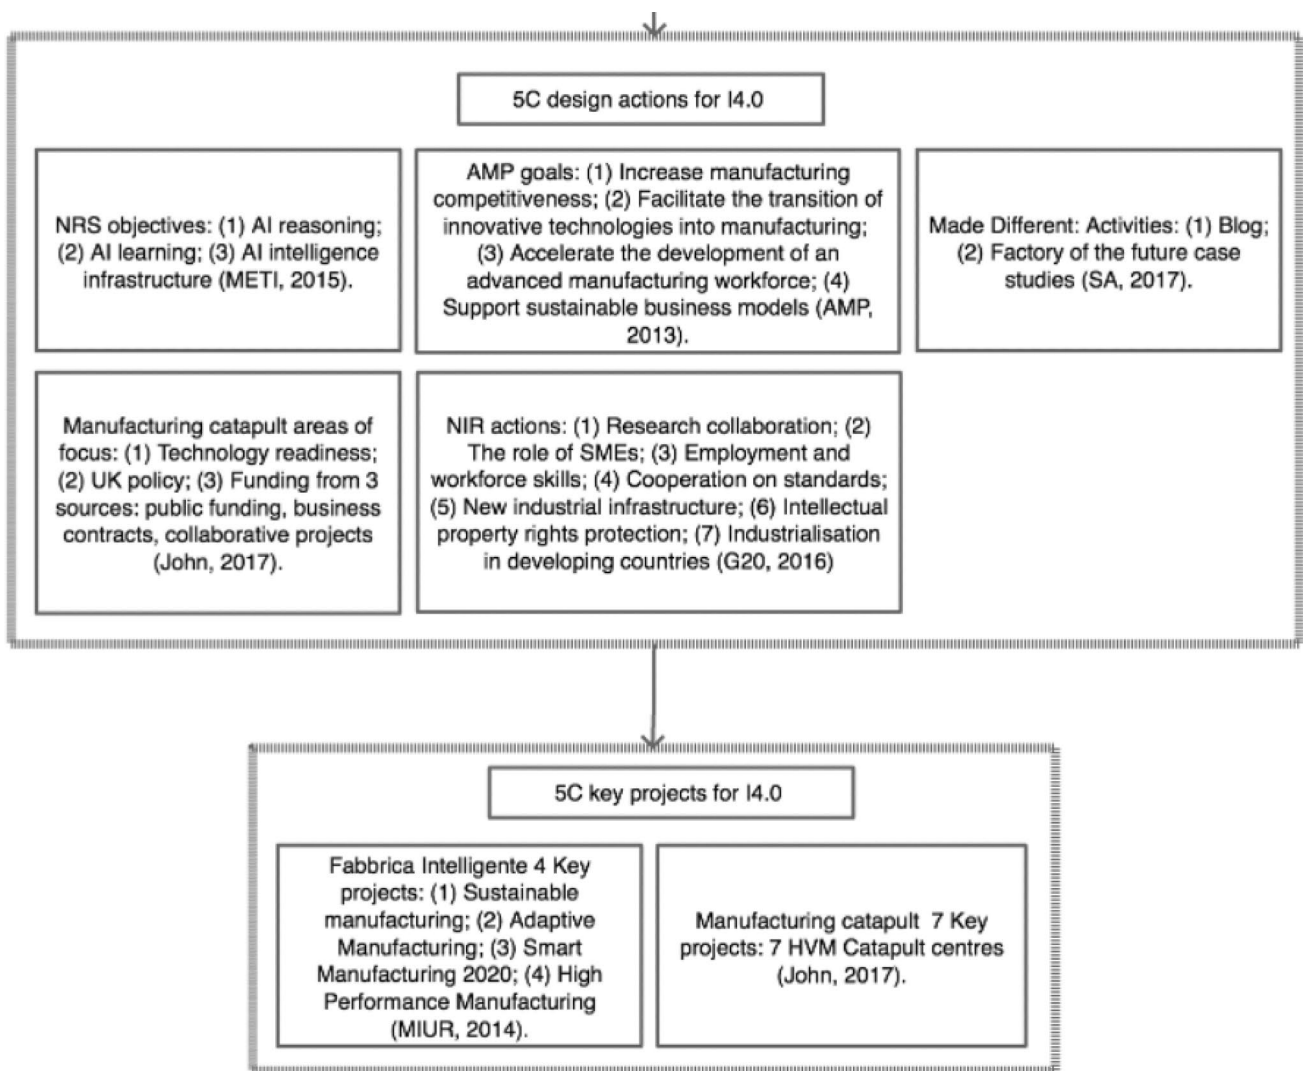 5C design actions for I4.0
NRS objectives: (1) AI reasoning;
(2) AI learning; (3) AI intelligence
infrastructure (METI, 2015).
AMP goals: (1) Increase manufacturing
competitiveness; (2) Facilitate the transition of
innovative technologies into manufacturing;
(3) Accelerate the development of an
advanced manufacturing workforce; (4)
Support sustainable business models (AMP,
2013).
Made Different: Activities: (1) Blog;
(2) Factory of the future case
studies (SA, 2017).
Manufacturing catapult areas of
focus: (1) Technology readiness;
(2) UK policy; (3) Funding from 3
sources: public funding, business
contracts, collaborative projects
(John, 2017).
NIR actions: (1) Research collaboration; (2)
The role of SMEs; (3) Employment and
workforce skills; (4) Cooperation on standards;
(5) New industrial infrastructure; (6) Intellectual
property rights protection; (7) Industrialisation
in developing countries (G20, 2016)
5C key projects for I4.0
Fabbrica Intelligente 4 Key
projects: (1) Sustainable
manufacturing; (2) Adaptive
Manufacturing; (3) Smart
Manufacturing 2020; (4) High
Performance Manufacturing
(MIUR, 2014).
Manufacturing catapult 7 Key
projects: 7 HVM Catapult centres
(John, 2017).